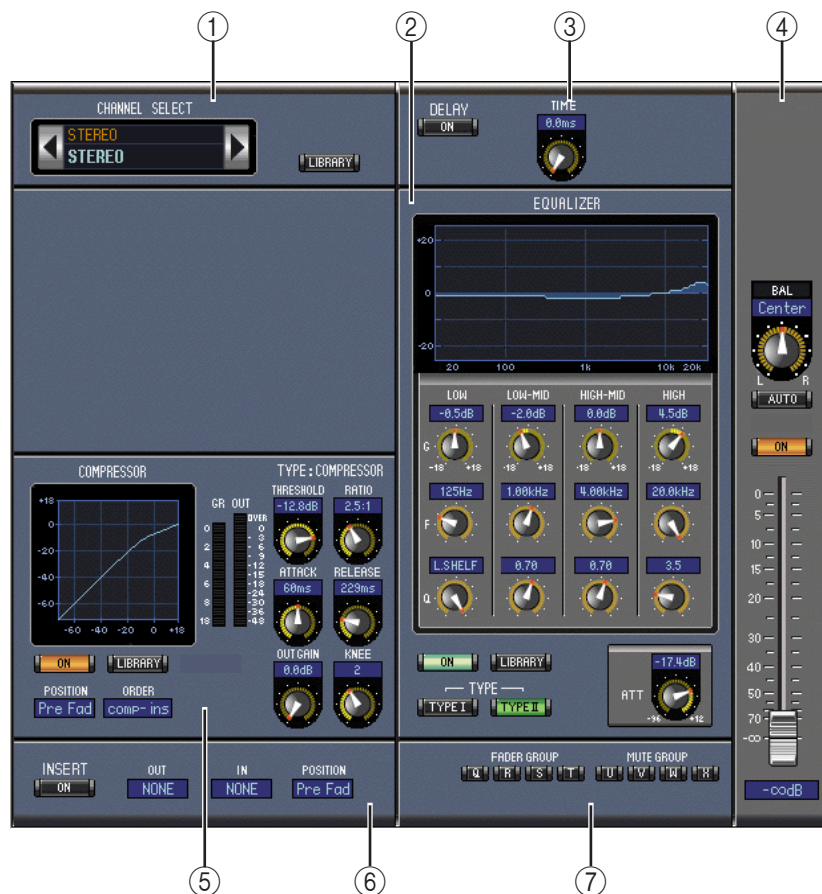 ① ② ③ ④
CHANNEL SELECT
STEREO
STEREO
LIBRARY
DELAY
ON
TIME
0.0ms
EQUALIZER
+20
0
-20
20 100 1k 10k 20k
LOW LOW-MID HIGH-MID HIGH
-0.5dB -2.0dB 0.0dB 4.5dB
G
-18 +18 -18 +18 -18 +18 -18 +18
125Hz 1.00kHz 4.00kHz 20.0kHz
F
L.SHELF 0.70 0.70 3.5
Q
ON LIBRARY
TYPE
TYPE I TYPE II
ATT
-17.4dB
-96 +12
BAL
Center
L R
AUTO
ON
0
5
10
15
20
30
40
50
70
-∞
-∞dB
COMPRESSOR
+18
0
-20
-40
-60
-60 -40 -20 0 +18
GR OUT
OVER
0 0
3
2 6
9
4 12
15
6 18
24
8 30
36
18 -48
TYPE:COMPRESSOR
THRESHOLD RATIO
-12.8dB 2.5:1
ATTACK RELEASE
60ms 229ms
OUT GAIN KNEE
0.0dB 2
ON LIBRARY
POSITION ORDER
Pre Fad comp-ins
INSERT OUT IN POSITION
ON NONE NONE Pre Fad
FADER GROUP MUTE GROUP
Q R S T U V W X
⑤ ⑥ ⑦